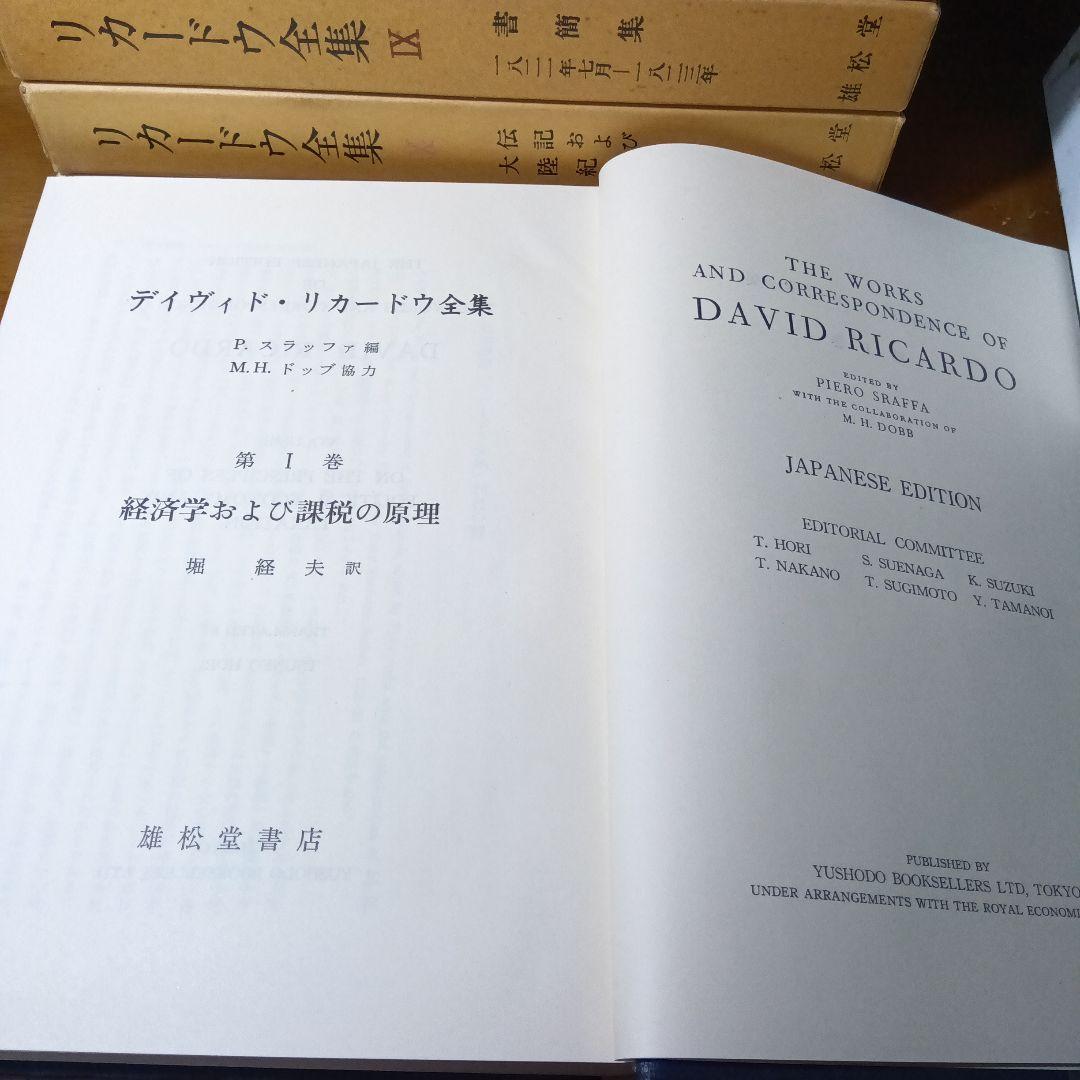 リカードウ全集 IX
書簡集
一八二一年七月—一八二三年
雄松堂
リカードウ全集 X
伝記および
大陸紀
松堂
デイヴィド・リカードウ全集
P. スラッファ 編
M.H. ドッブ 協力
第 I 巻
経済学および課税の原理
堀 経夫 訳
雄松堂書店
THE WORKS
AND CORRESPONDENCE OF
DAVID RICARDO
EDITED BY
PIERO SRAFFA
WITH THE COLLABORATION OF
M. H. DOBB
JAPANESE EDITION
EDITORIAL COMMITTEE
T. HORI S. SUENAGA K. SUZUKI
T. NAKANO T. SUGIMOTO Y. TAMANOI
PUBLISHED BY
YUSHODO BOOKSELLERS LTD, TOKYO
UNDER ARRANGEMENTS WITH THE ROYAL ECONOMI